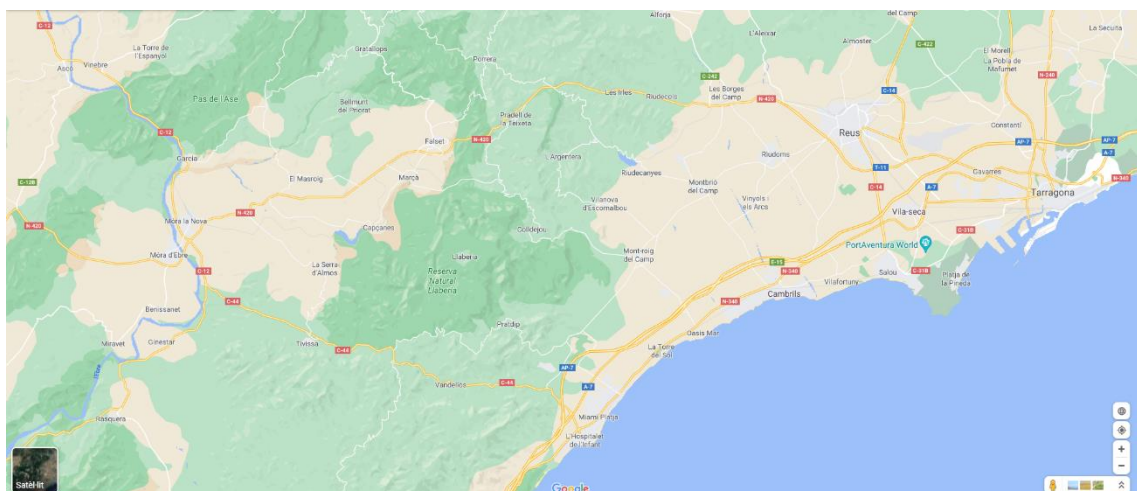 C-12
La Torre de
l'Espanyol
Ascó
Vinebre
Gratallops
Porrera
Alforja
del Camp
L'Aleixar
Almoster
C-422
La Secuita
El Morell
La Pobla de
Mafumet
N-240
C-242
C-14
Pas de l'Ase
Bellmunt
del Priorat
Les Irles
Riudecols
Les Borges
del Camp
N-420
Pradell de
la Teixeta
C-12
Reus
Constantí
Falset
N-420
AP-7
A-7
Garcia
L'Argentera
Riudoms
T-11
El Masroig
Marçà
Riudecanyes
Montbrió
del Camp
C-14
A-7
Bonavista
N-340
C-12B
Tarragona
Vilanova
d'Escornalbou
Vinyols i
els Arcs
Vila-seca
N-420
Móra la Nova
N-420
Capçanes
Colldejou
C-31B
PortAventura World
Móra d'Ebre
La Serra
d'Almos
Llaberia
Mont-roig
del Camp
C-12
Reserva
Natural
Llaberia
E-15
N-340
Salou
C-31B
Platja de
la Pineda
Vilafortuny
Cambrils
C-44
N-340
Benissanet
Pratdip
Oasis Mar
Miravet
Ginestar
Tivissa
C-44
La Torre
del Sol
AP-7
l'Ebre
Vandellòs
C-44
A-7
Rasquera
Miami Platja
L'Hospitalet
de l'Infant
Satèl·lit
Google